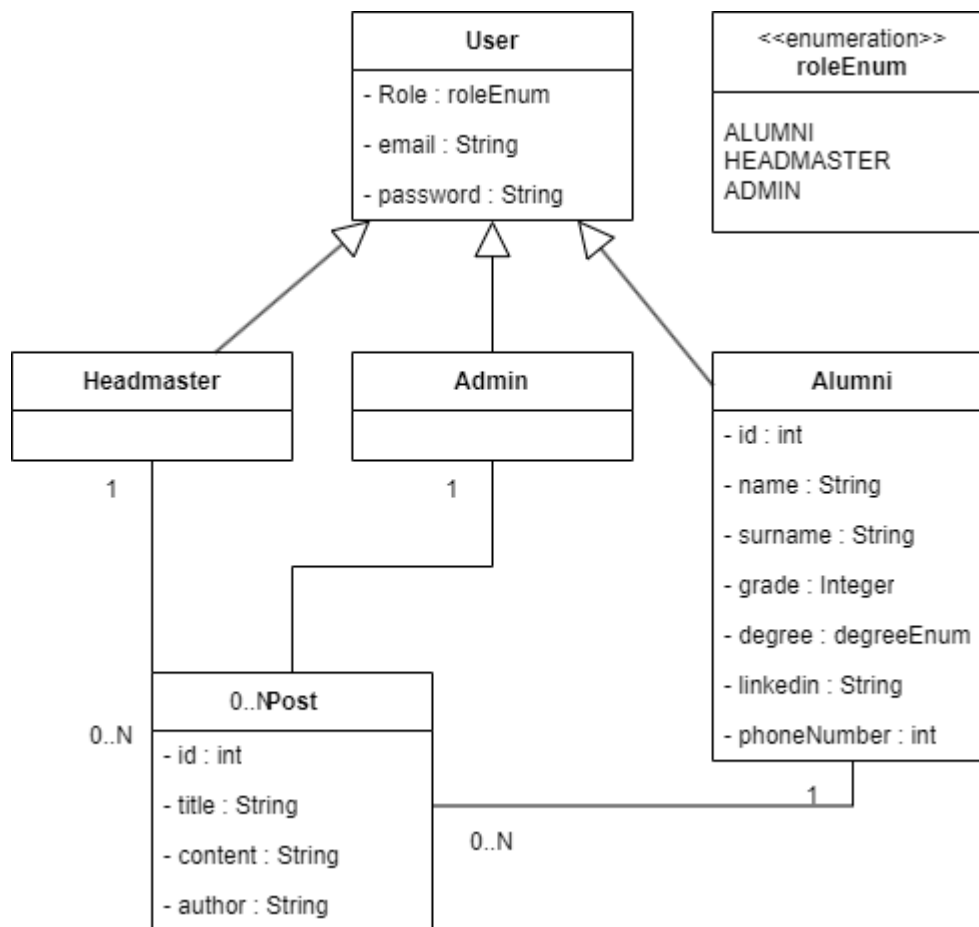 User
- Role : roleEnum
- email : String
- password : String
<<enumeration>>
roleEnum
ALUMNI
HEADMASTER
ADMIN
Headmaster
Admin
Alumni
- id : int
- name : String
- surname : String
- grade : Integer
- degree : degreeEnum
- linkedin : String
- phoneNumber : int
1
1
0..N
0..N
Post
- id : int
- title : String
- content : String
- author : String
1
0..N